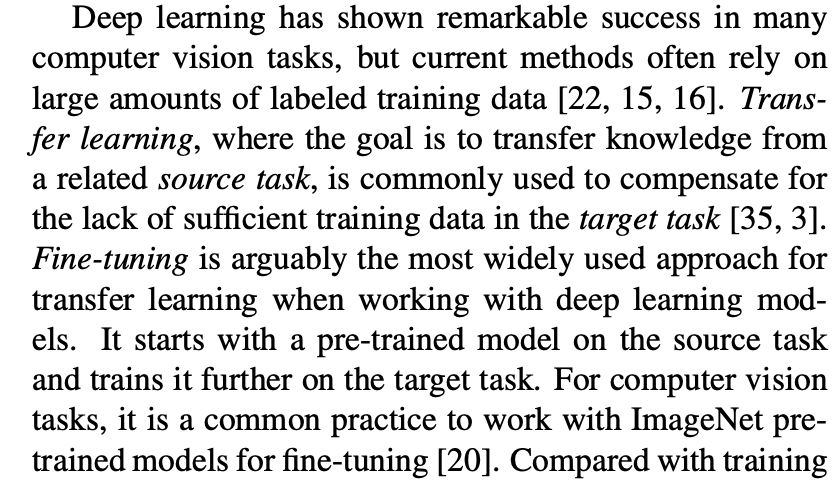 Deep learning has shown remarkable success in many
computer vision tasks, but current methods often rely on
large amounts of labeled training data [22, 15, 16]. Trans-
fer learning, where the goal is to transfer knowledge from
a related source task, is commonly used to compensate for
the lack of sufficient training data in the target task [35, 3].
Fine-tuning is arguably the most widely used approach for
transfer learning when working with deep learning mod-
els. It starts with a pre-trained model on the source task
and trains it further on the target task. For computer vision
tasks, it is a common practice to work with ImageNet pre-
trained models for fine-tuning [20]. Compared with training